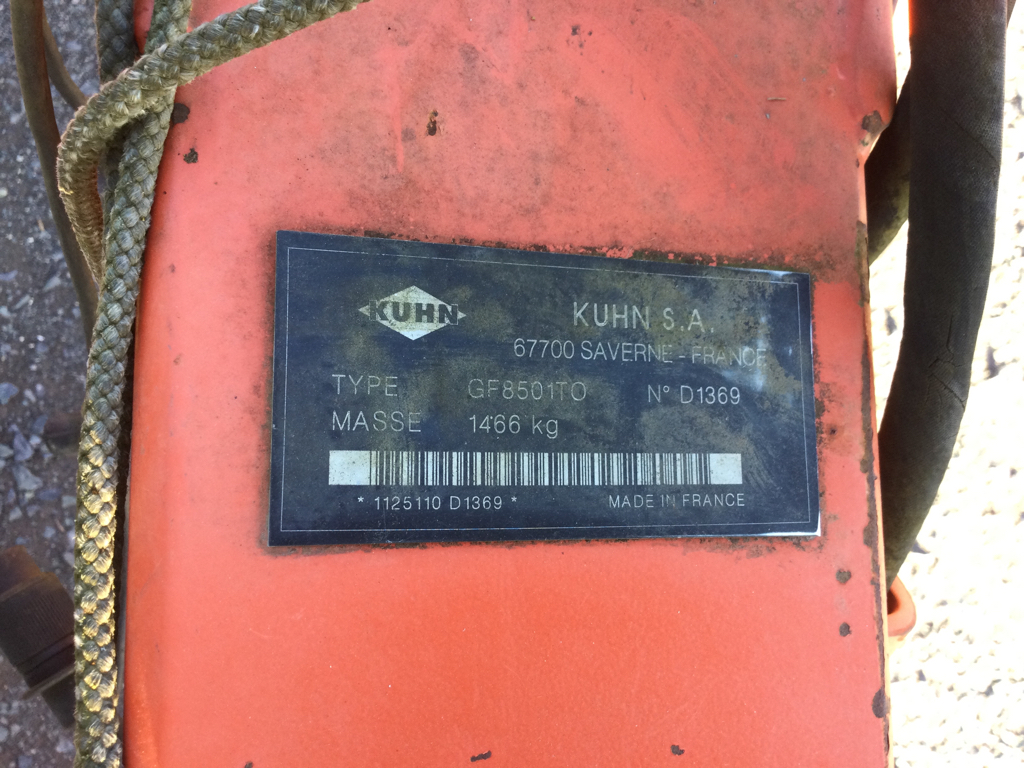 KUHN
KUHN S.A.
67700 SAVERNE - FRANCE
TYPE GF8501TO N° D1369
MASSE 1466 kg
* 1125110 D1369 * MADE IN FRANCE